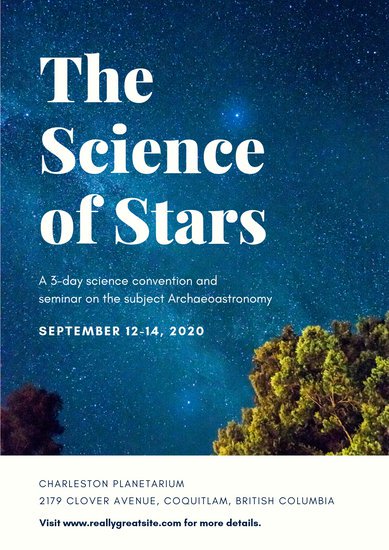 The
Science
of Stars
A 3-day science convention and
seminar on the subject Archaeoastronomy
SEPTEMBER 12-14, 2020
CHARLESTON PLANETARIUM
2179 CLOVER AVENUE, COQUITLAM, BRITISH COLUMBIA
Visit www.reallygreatsite.com for more details.